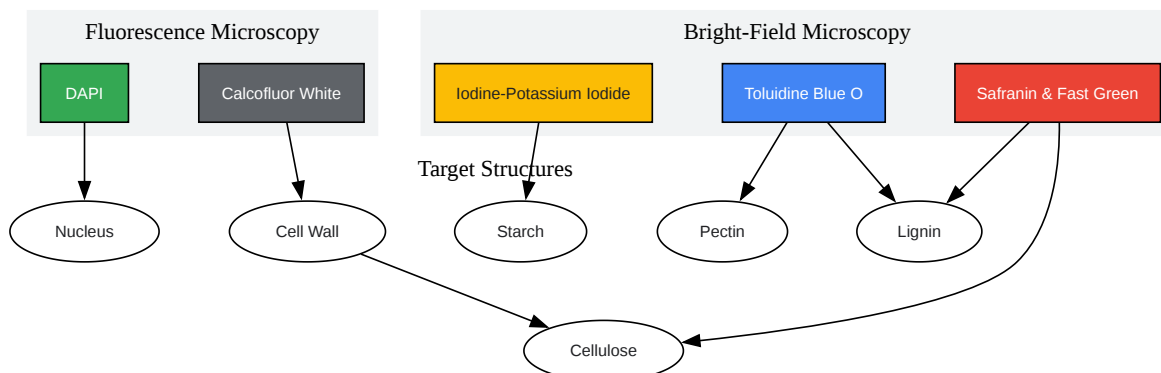 Fluorescence Microscopy
Bright-Field Microscopy
DAPI
Calcofluor White
Iodine-Potassium Iodide
Toluidine Blue O
Safranin & Fast Green
Target Structures
Nucleus
Cell Wall
Starch
Pectin
Lignin
Cellulose